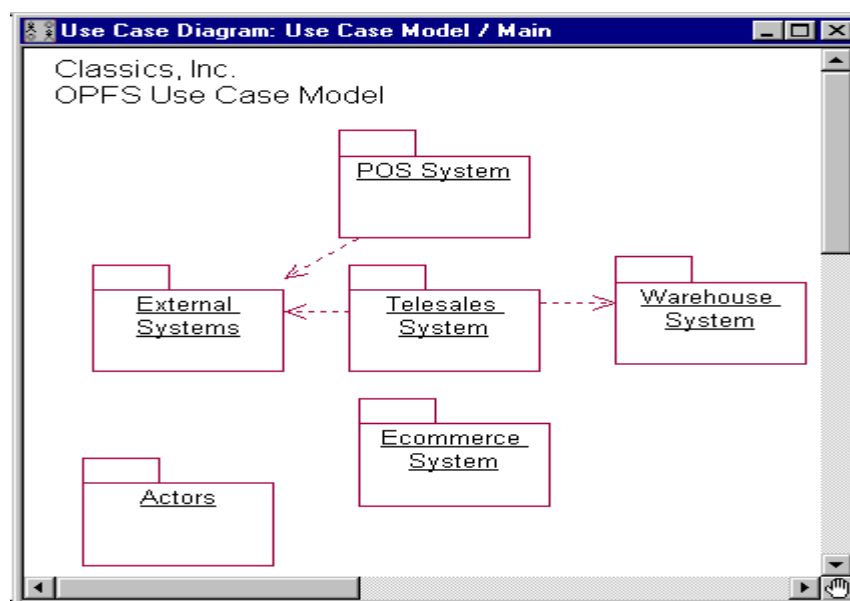 Use Case Diagram: Use Case Model / Main
Classics, Inc.
OPFS Use Case Model
POS System
External
Systems
Telesales
System
Warehouse
System
Ecommerce
System
Actors